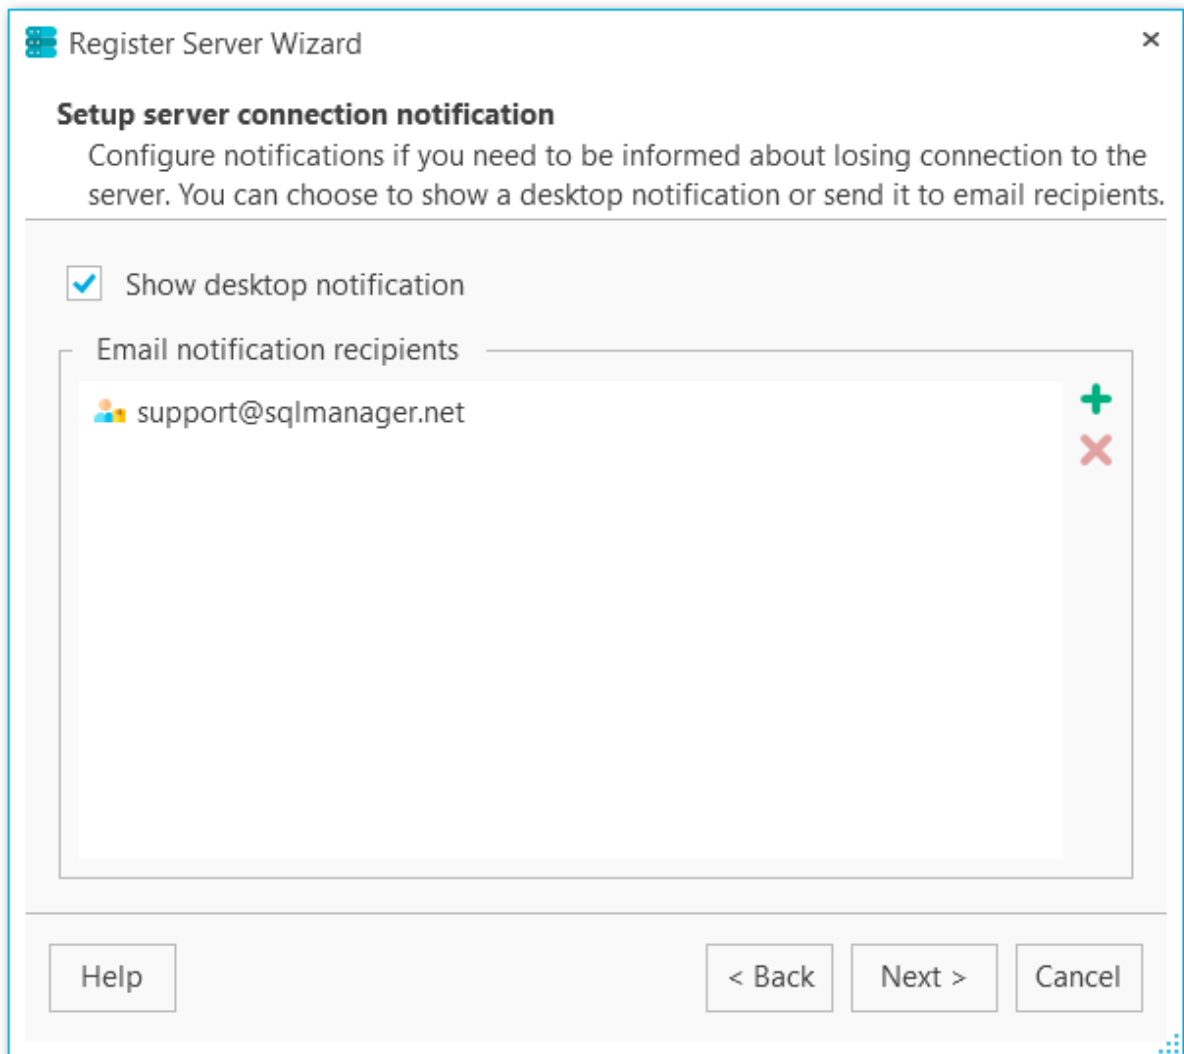 Register Server Wizard
Setup server connection notification
Configure notifications if you need to be informed about losing connection to the
server. You can choose to show a desktop notification or send it to email recipients.
Show desktop notification
Email notification recipients
support@sqlmanager.net
Help
< Back
Next >
Cancel